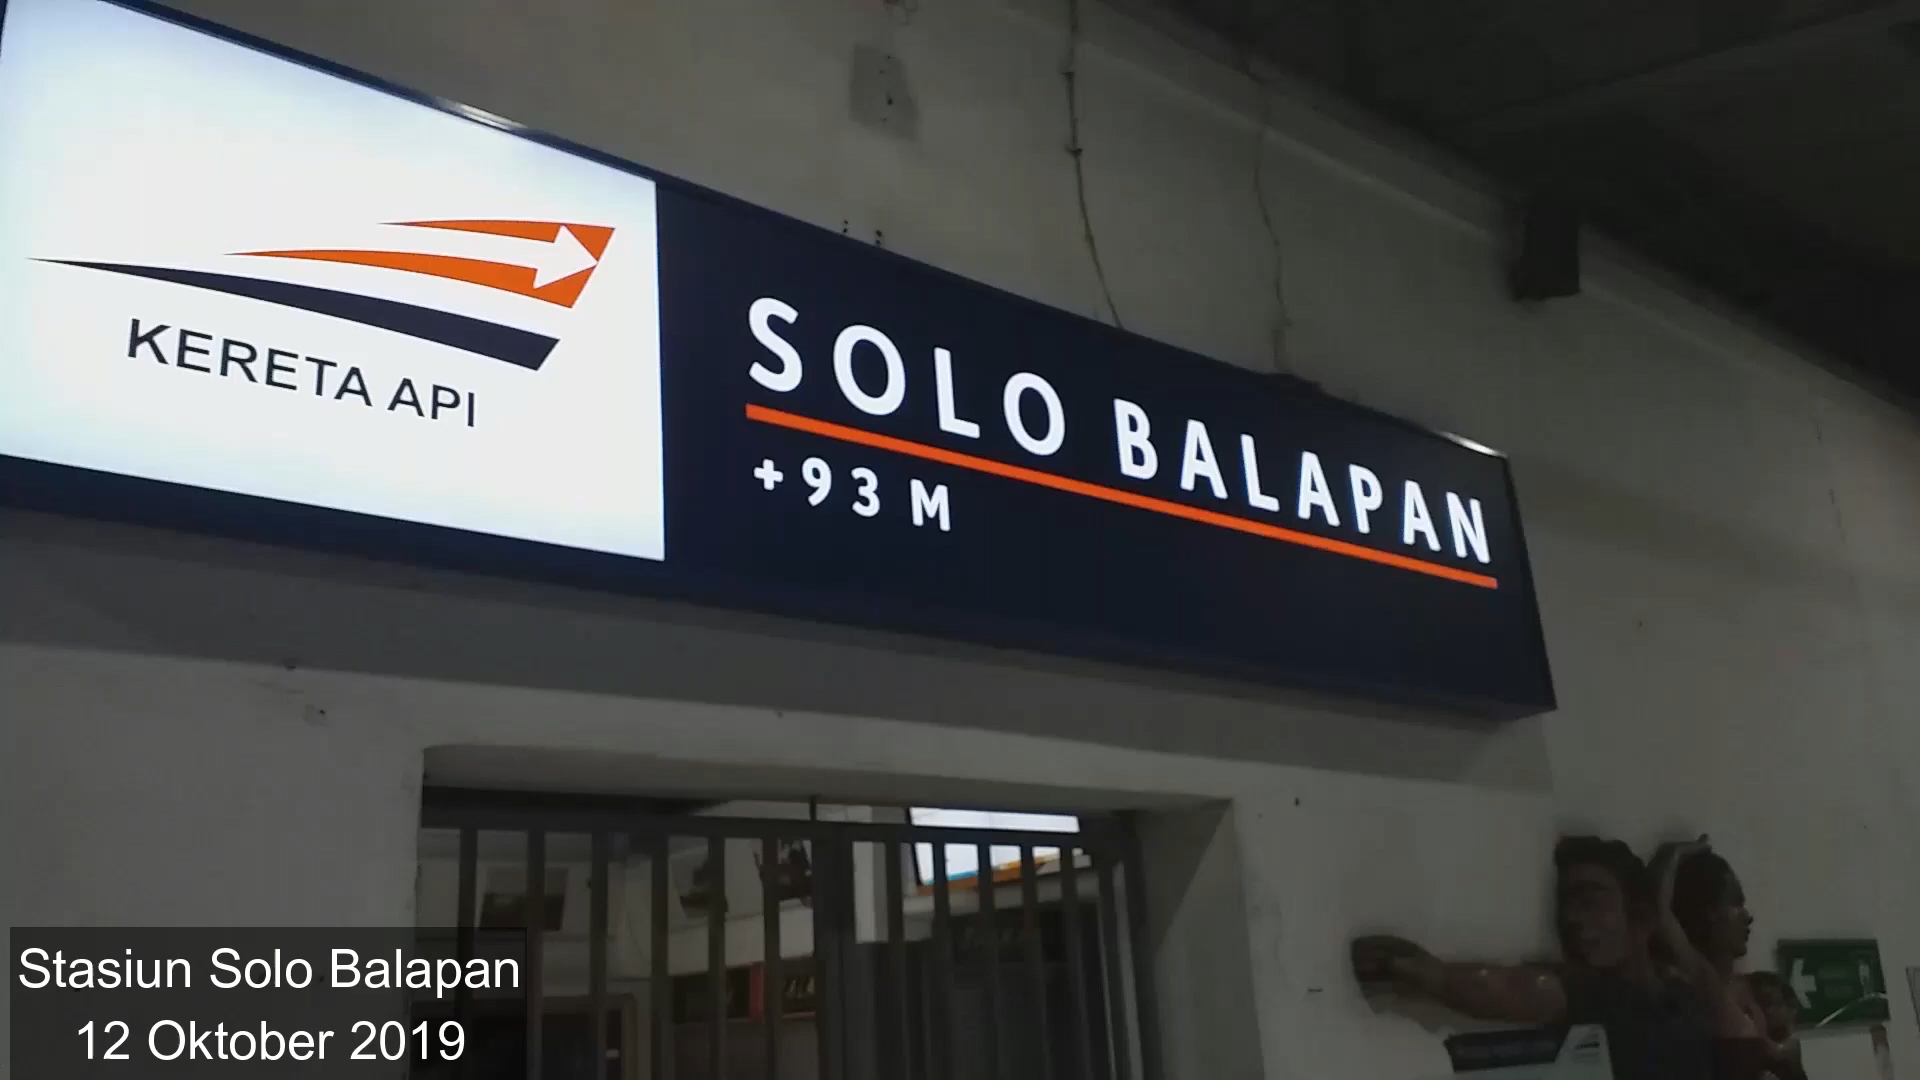 KERETA API
SOLO BALAPAN
+93 M
Stasiun Solo Balapan
12 Oktober 2019